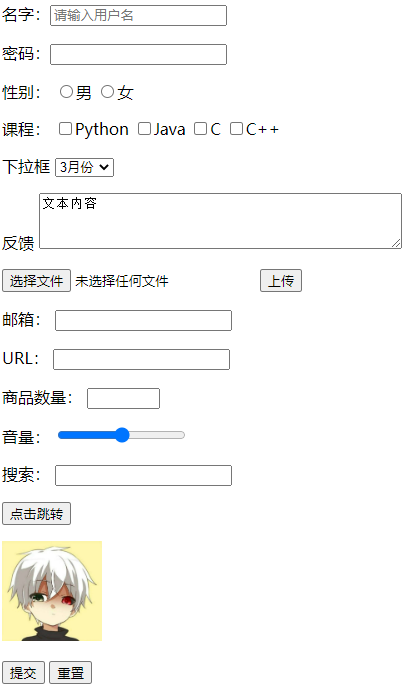 名字：请输入用户名
密码：
性别： 男 女
课程： Python Java C C++
下拉框 3月份
文本内容
反馈
选择文件 未选择任何文件 上传
邮箱：
URL：
商品数量：
音量：
搜索：
点击跳转
提交 重置